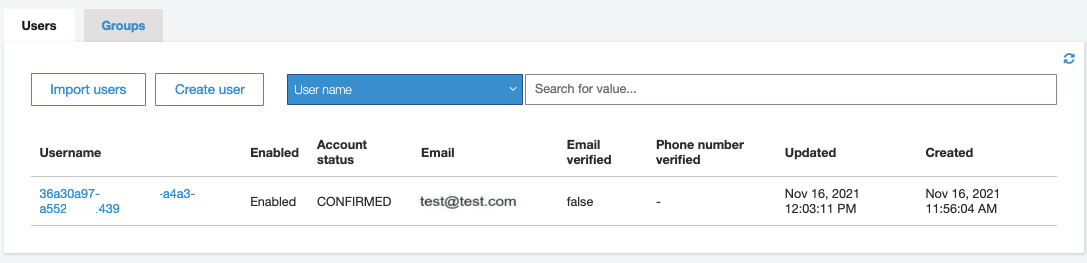 Users Groups
Import users Create user User name Search for value...
Username Enabled Account status Email Email verified Phone number verified Updated Created
36a30a97- -a4a3- Enabled CONFIRMED test@test.com false - Nov 16, 2021 Nov 16, 2021
a552 439 12:03:11 PM 11:56:04 AM